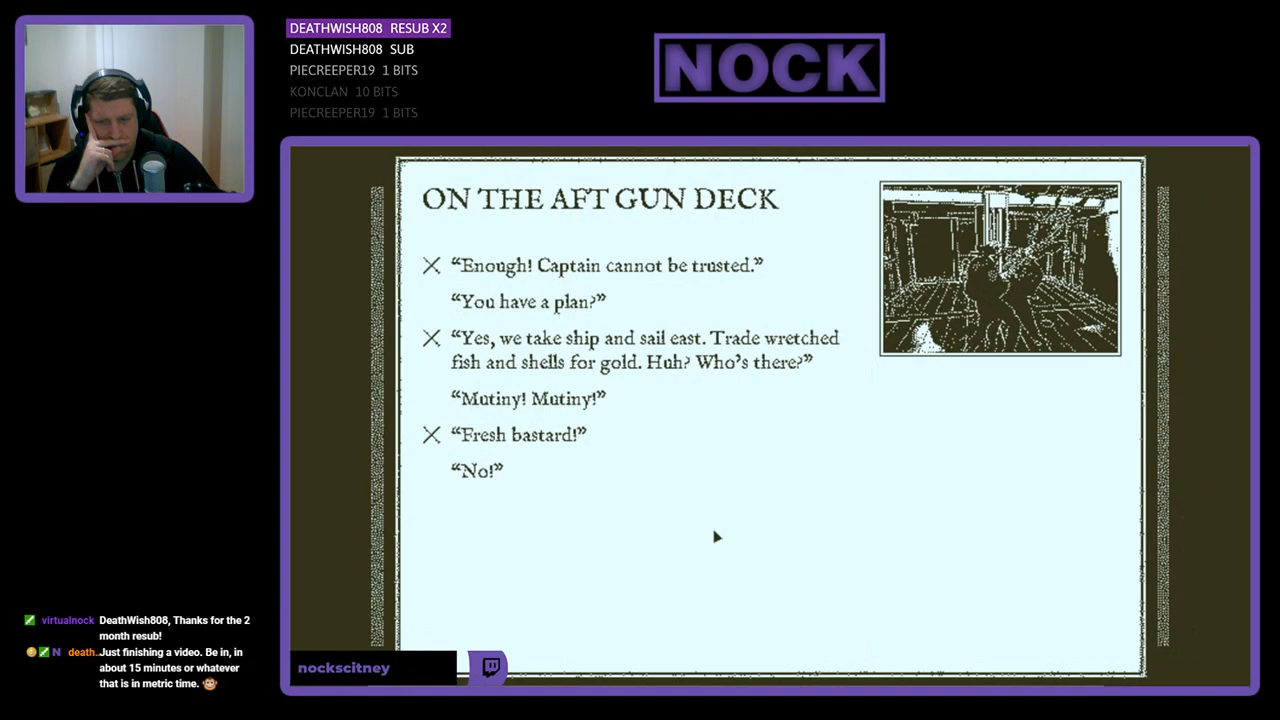 DEATHWISH808 RESUB X2
DEATHWISH808 SUB
PIECREEPER19 1 BITS
KONCLAN 10 BITS
PIECREEPER19 1 BITS
NOCK
ON THE AFT GUN DECK
“Enough! Captain cannot be trusted.”
“You have a plan?”
“Yes, we take ship and sail east. Trade wretched
fish and shells for gold. Huh? Who’s there?”
“Mutiny! Mutiny!”
“Fresh bastard!”
“No!”
virtualnock DeathWish808, Thanks for the 2
month resub!
N death.. Just finishing a video. Be in, in
about 15 minutes or whatever
that is in metric time.
nockscitney